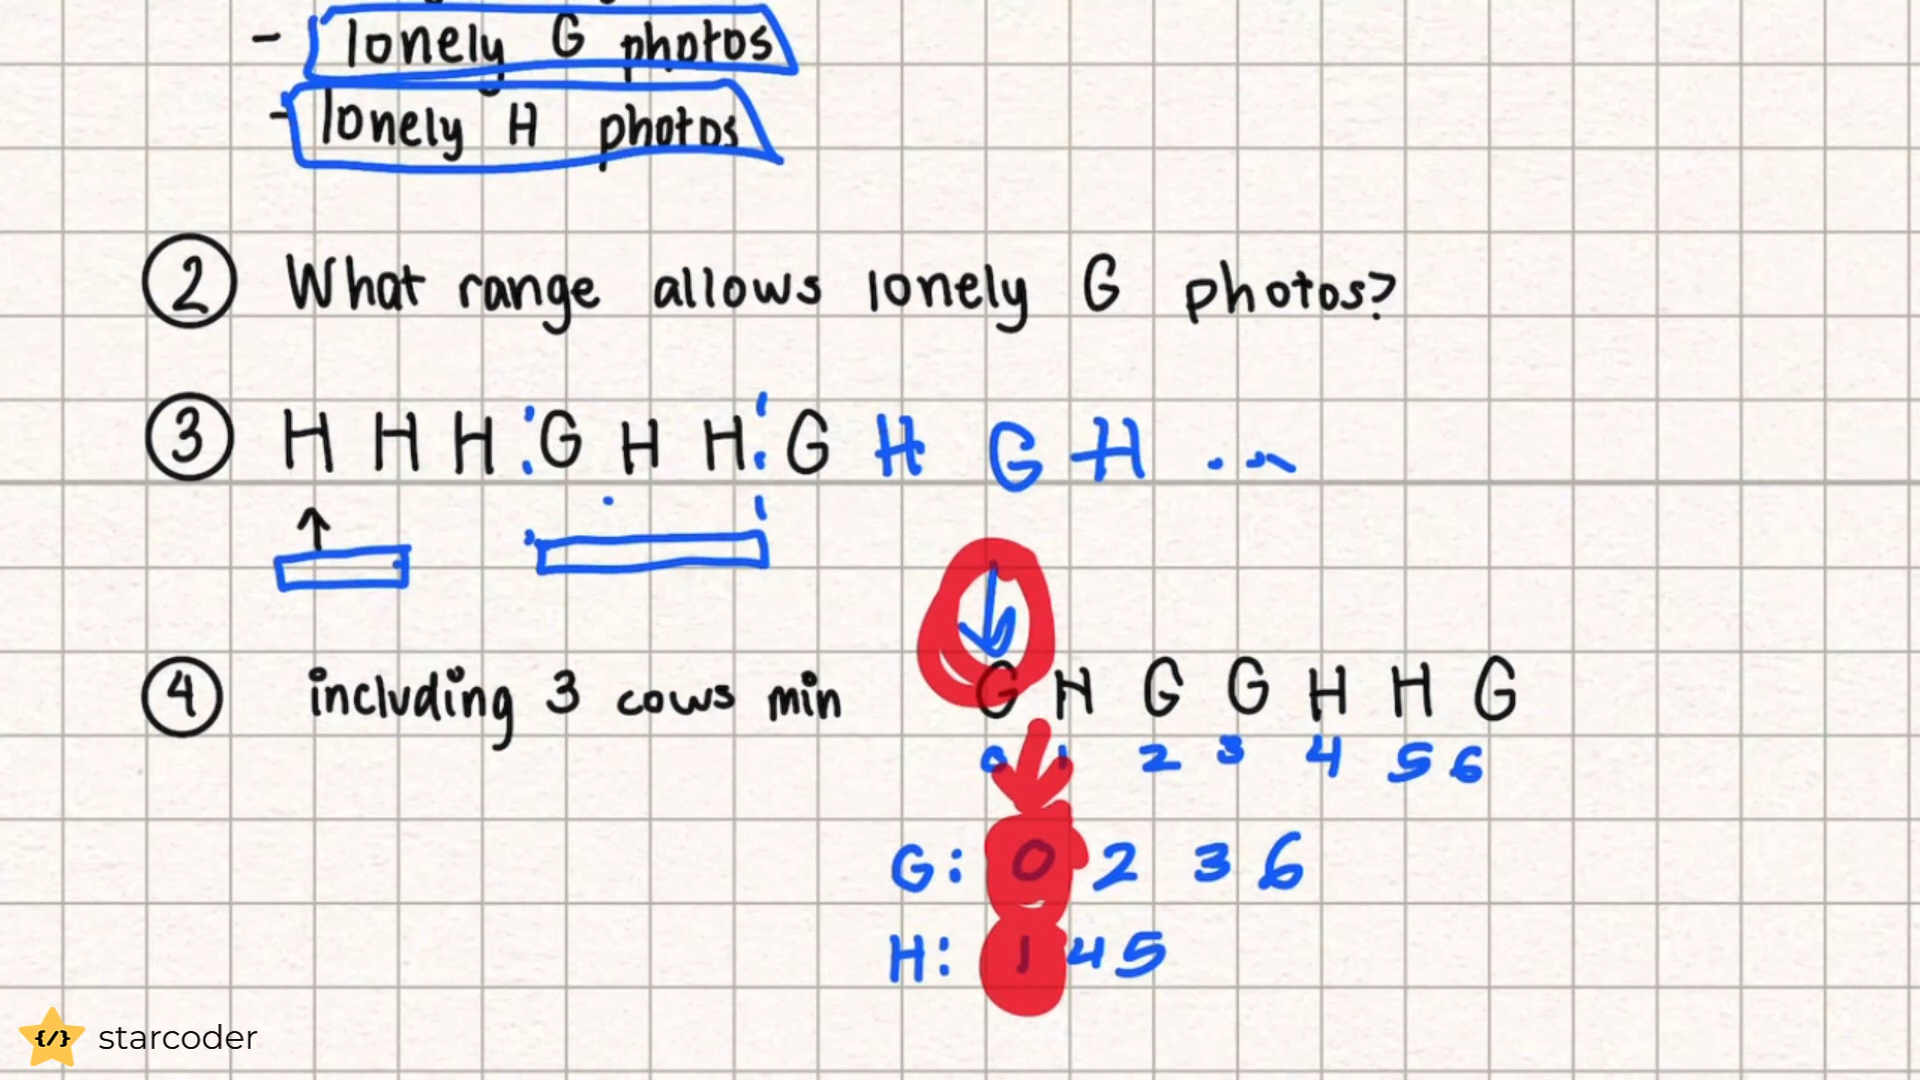 - lonely G photos
- lonely H photos
② What range allows lonely G photos?
③ H H H G H H G H G H ...
④ including 3 cows min G H G G H H G
0 1 2 3 4 5 6
G: 0 2 3 6
H: 1 4 5
{/} starcoder